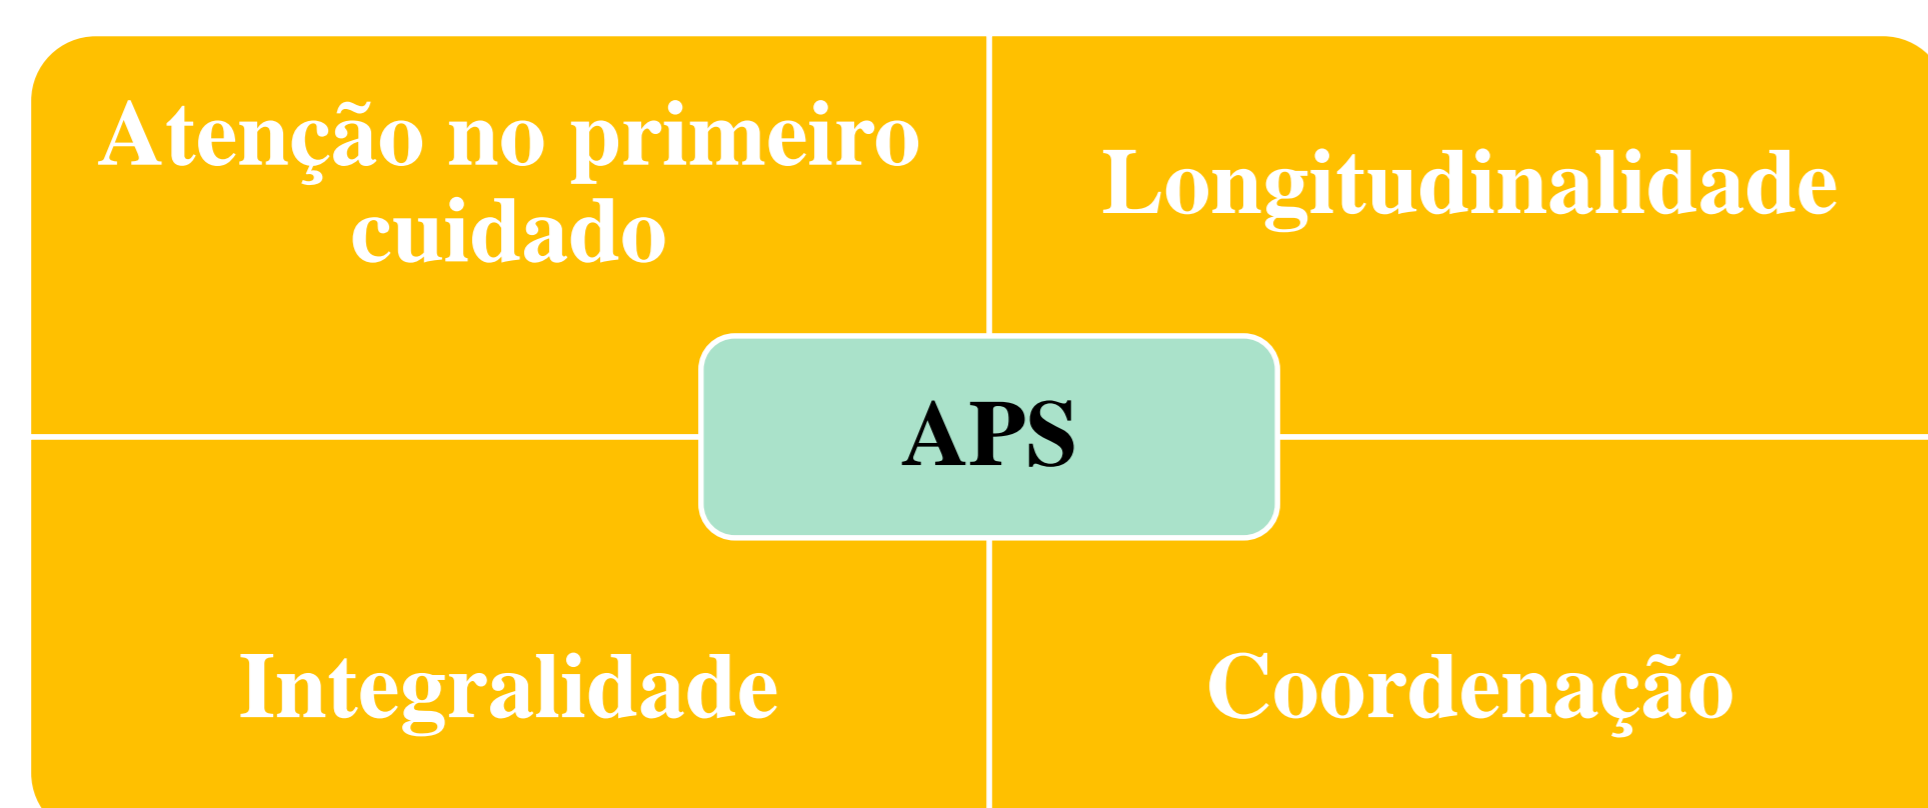 Atenção no primeiro
cuidado
Longitudinalidade
APS
Integralidade
Coordenação